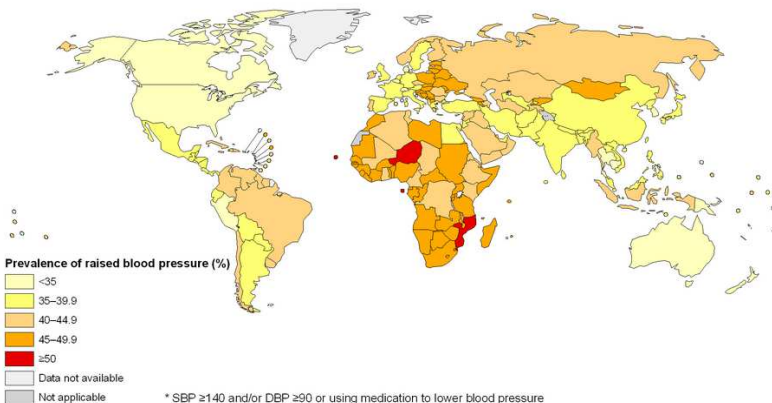 Prevalence of raised blood pressure (%)
<35
35–39.9
40–44.9
45–49.9
≥50
Data not available
Not applicable
* SBP ≥140 and/or DBP ≥90 or using medication to lower blood pressure